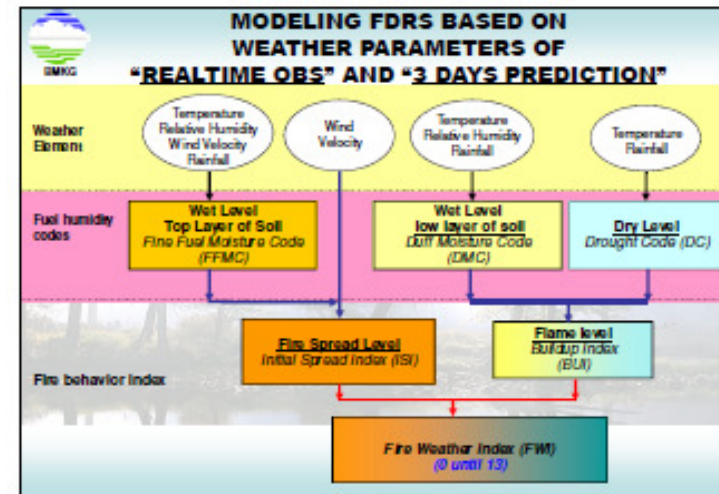 MODELING FDRS BASED ON
WEATHER PARAMETERS OF
“REALTIME OBS” AND “3 DAYS PREDICTION”
BMKG
Weather
Element
Temperature
Relative Humidity
Wind Velocity
Rainfall
Wind
Velocity
Temperature
Relative Humidity
Rainfall
Temperature
Rainfall
Fuel humidity
codes
Wet Level
Top Layer of Soil
Fine Fuel Moisture Code
(FFMC)
Wet Level
low layer of soil
Duff Moisture Code
(DMC)
Dry Level
Drought Code (DC)
Fire behavior index
Fire Spread Level
Initial Spread Index (ISI)
Flame level
Buildup Index
(BUI)
Fire Weather Index (FWI)
(0 until 13)